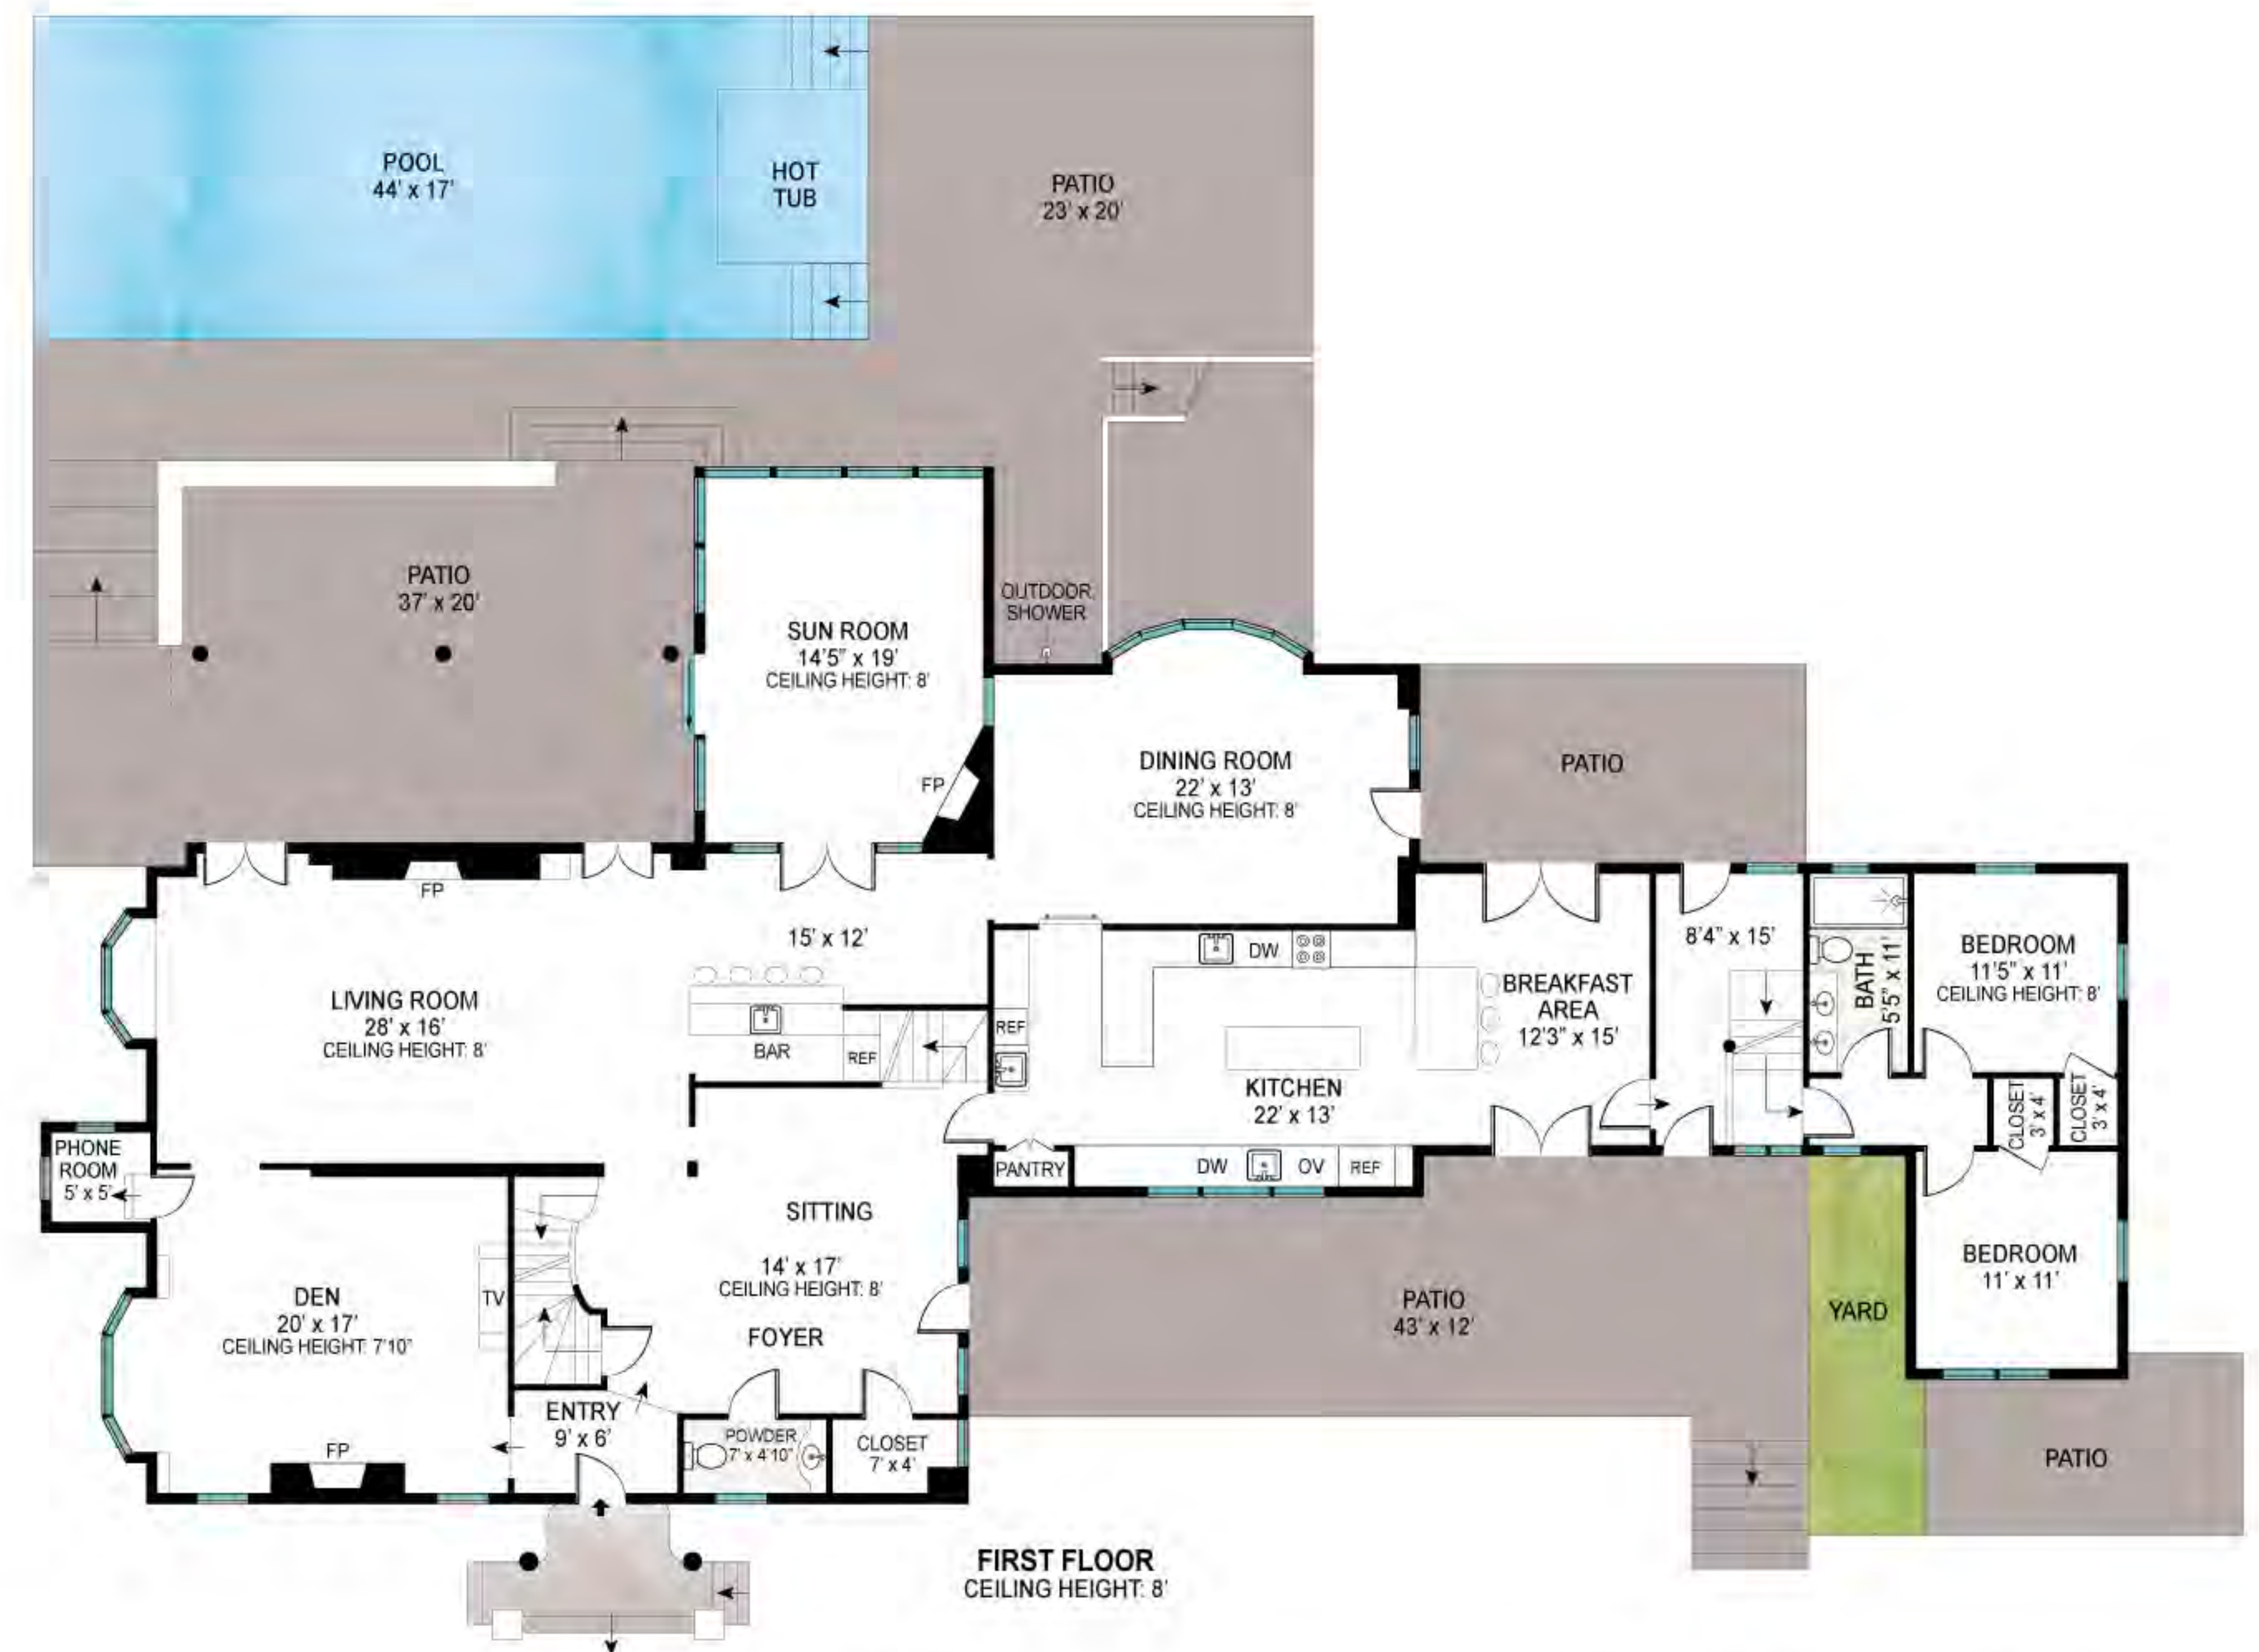 POOL
44' x 17'
HOT
TUB
PATIO
23' x 20'
PATIO
37' x 20'
OUTDOOR
SHOWER
SUN ROOM
14'5" x 19'
CEILING HEIGHT: 8'
FP
DINING ROOM
22' x 13'
CEILING HEIGHT: 8'
PATIO
FP
15' x 12'
LIVING ROOM
28' x 16'
CEILING HEIGHT: 8'
BAR
REF
DW
REF
BREAKFAST
AREA
12'3" x 15'
KITCHEN
22' x 13'
8'4" x 15'
BATH
5'5" x 11'
BEDROOM
11'5" x 11'
CEILING HEIGHT: 8'
CLOSET
3' x 4'
CLOSET
3' x 4'
PHONE
ROOM
5' x 5'
PANTRY
DW
OV
REF
SITTING
14' x 17'
CEILING HEIGHT: 8'
FOYER
DEN
20' x 17'
CEILING HEIGHT: 7'10"
TV
FP
ENTRY
9' x 6'
POWDER
7' x 4'10"
CLOSET
7' x 4'
PATIO
43' x 12'
YARD
BEDROOM
11' x 11'
PATIO
FIRST FLOOR
CEILING HEIGHT: 8'